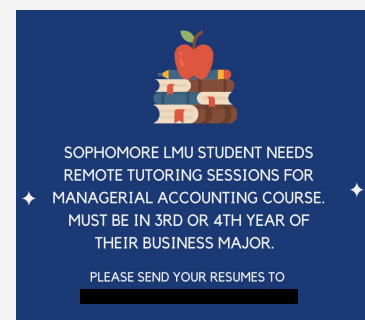 SOPHOMORE LMU STUDENT NEEDS
REMOTE TUTORING SESSIONS FOR
MANAGERIAL ACCOUNTING COURSE.
MUST BE IN 3RD OR 4TH YEAR OF
THEIR BUSINESS MAJOR.
PLEASE SEND YOUR RESUMES TO